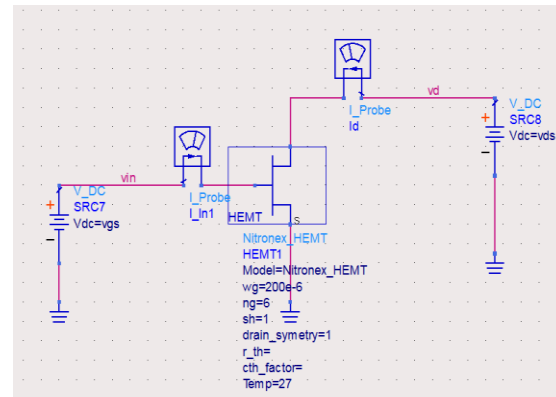 I_Probe
Id
vd
V_DC
SRC8
Vdc=vds
+
−
vin
I_Probe
I_In1
V_DC
SRC7
Vdc=vgs
+
−
HEMT
S
Nitronex_HEMT
HEMT1
Model=Nitronex_HEMT
wg=200e-6
ng=6
sh=1
drain_symetry=1
r_th=
cth_factor=
Temp=27